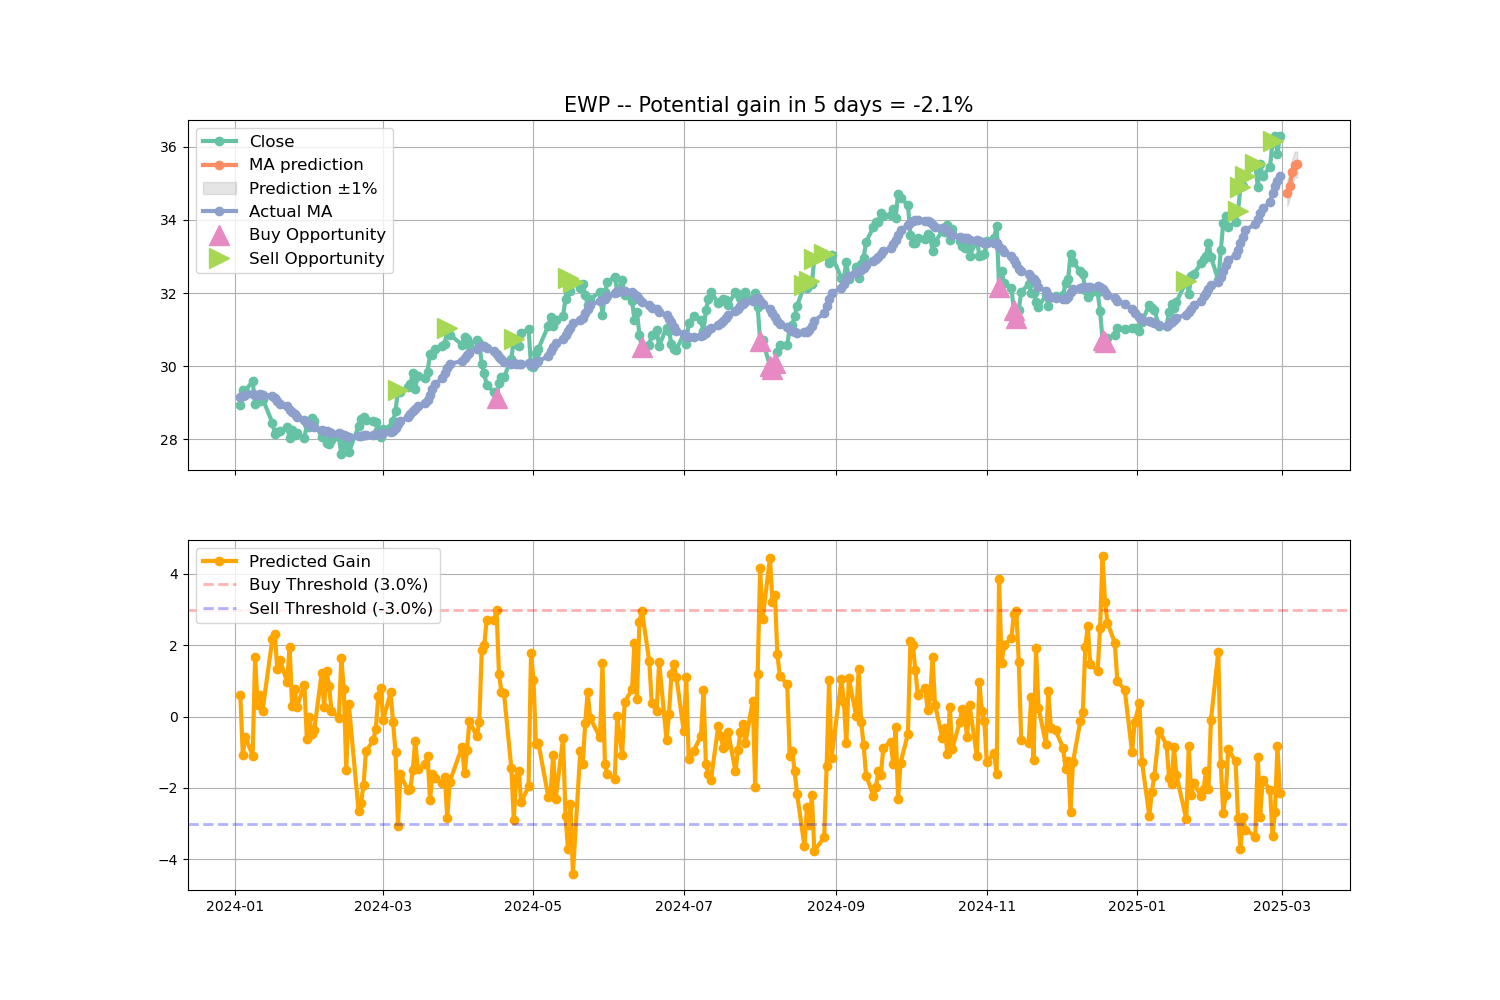 EWP -- Potential gain in 5 days = -2.1%
Close
MA prediction
Prediction ±1%
Actual MA
Buy Opportunity
Sell Opportunity
36
34
32
30
28
Predicted Gain
Buy Threshold (3.0%)
Sell Threshold (-3.0%)
4
2
0
−2
−4
2024-01 2024-03 2024-05 2024-07 2024-09 2024-11 2025-01 2025-03